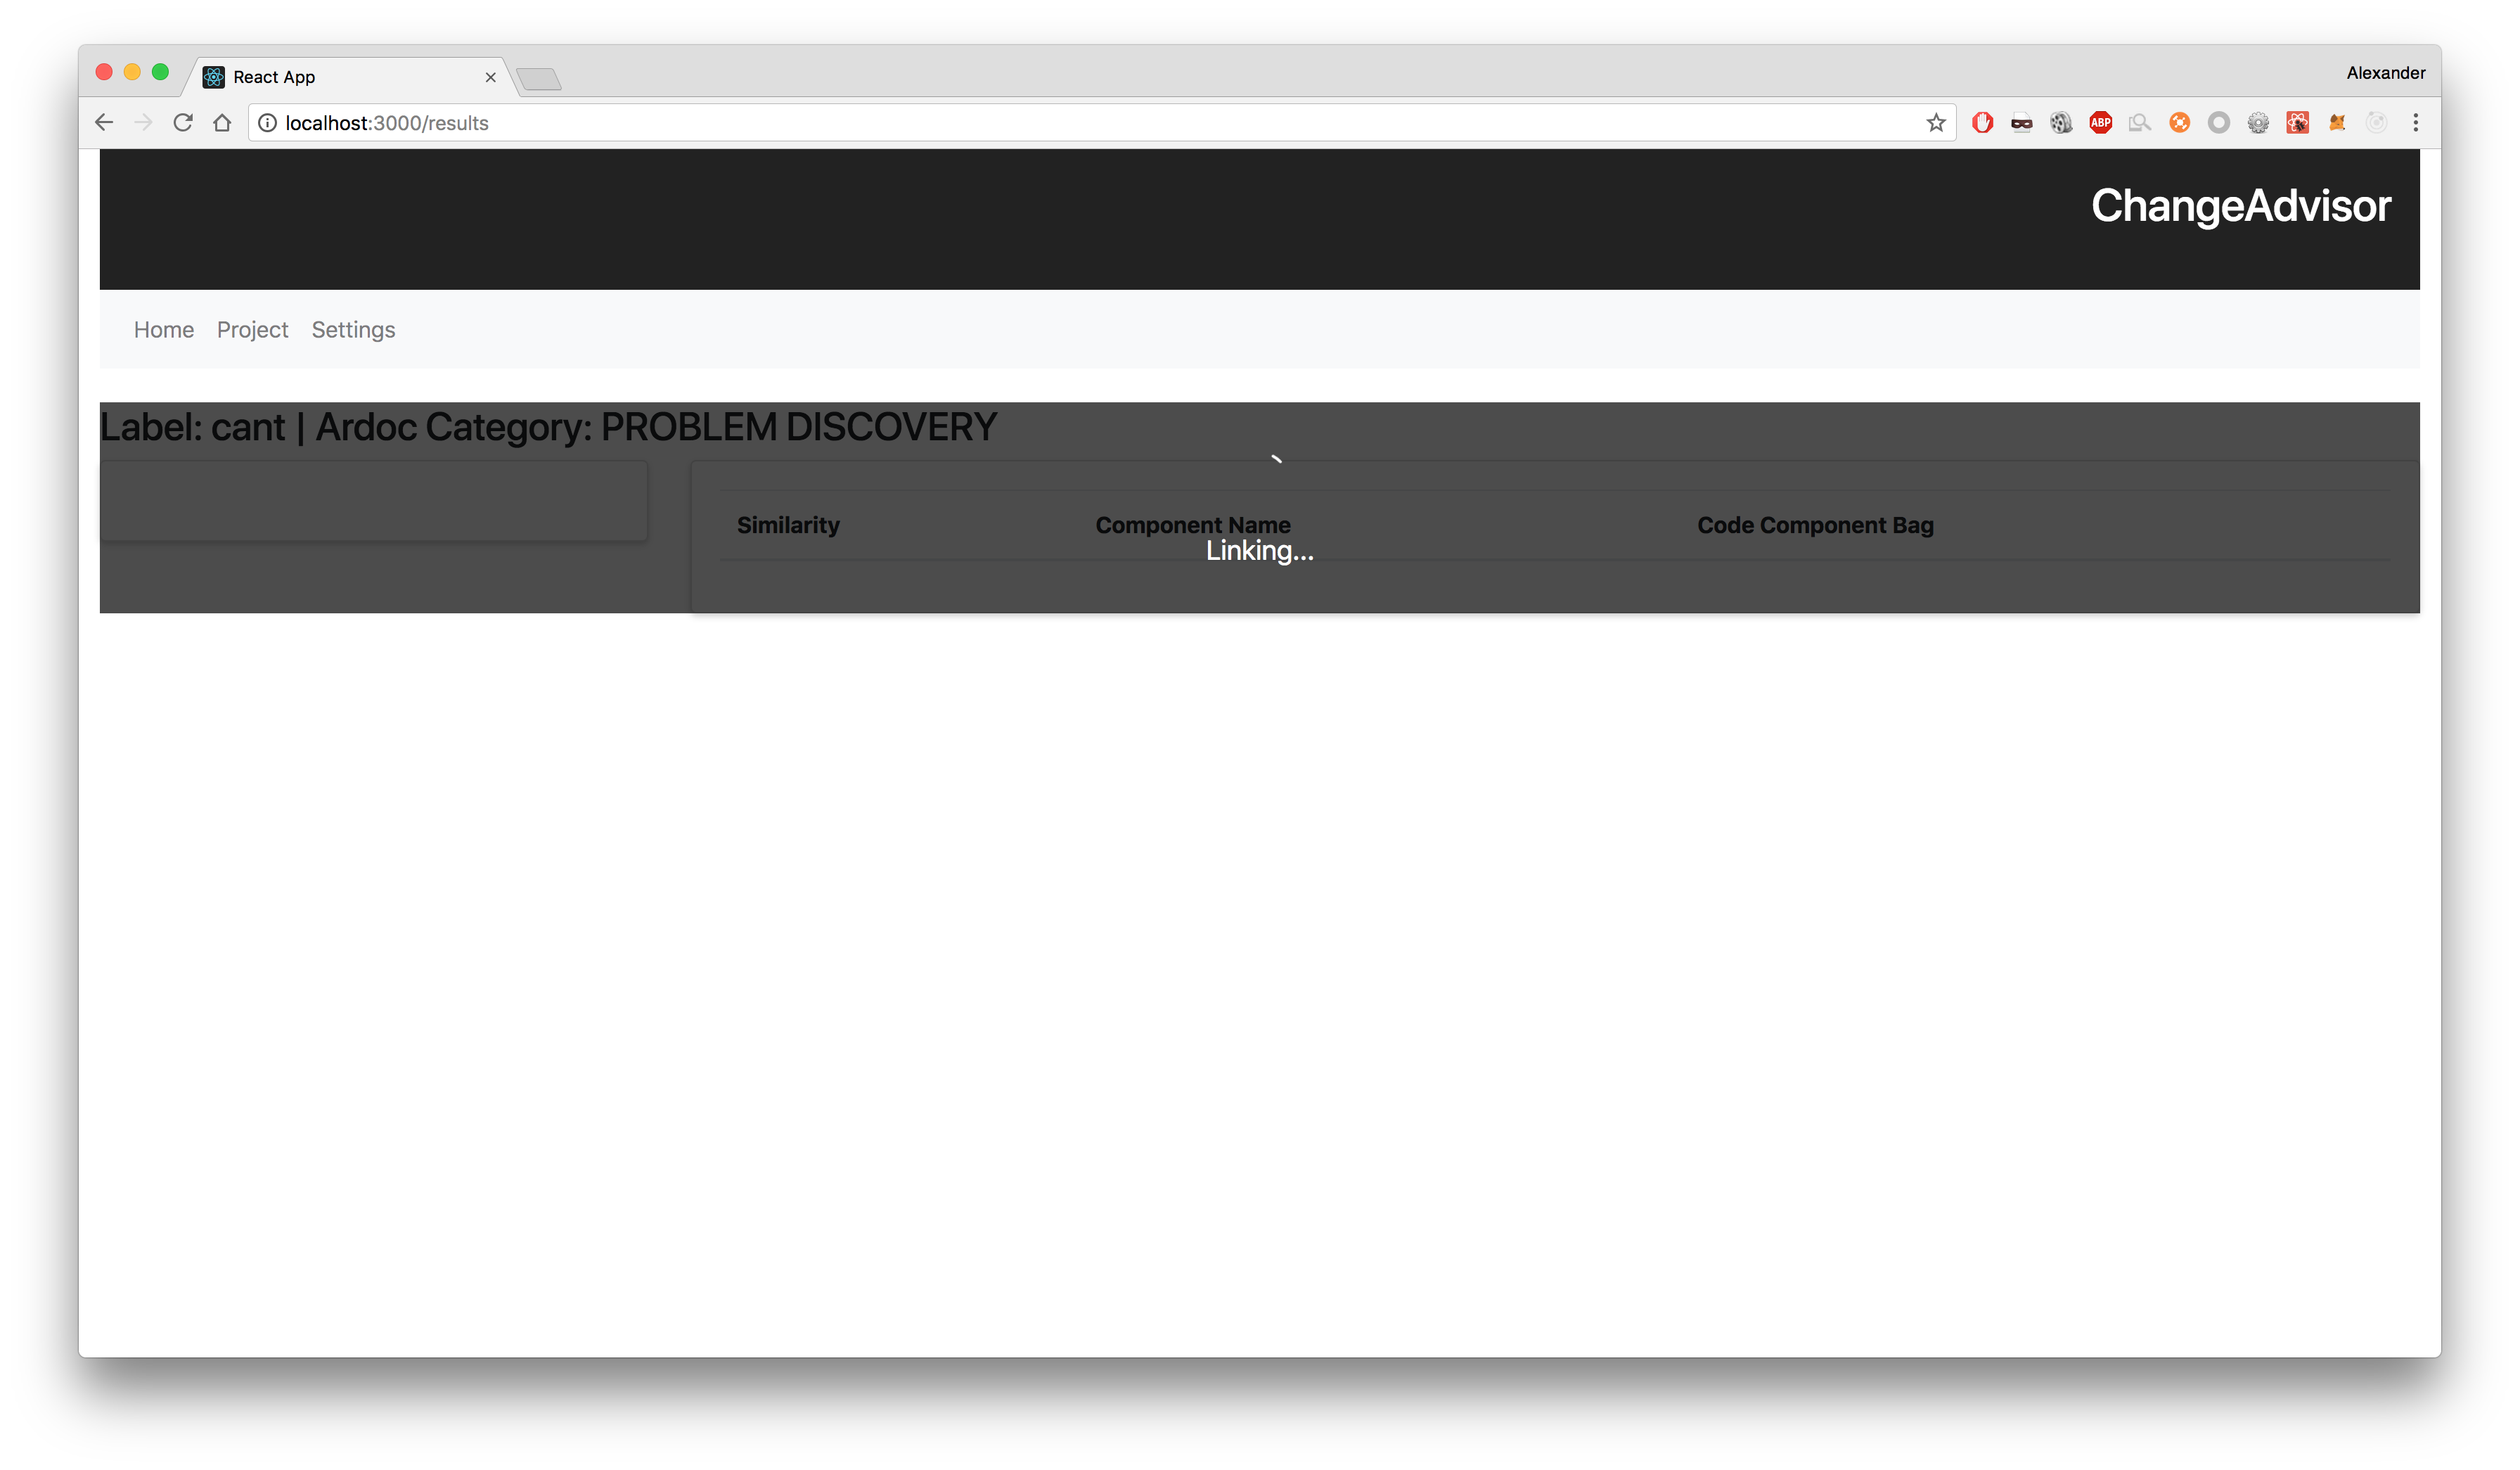 React App
Alexander
localhost:3000/results
ABP
ChangeAdvisor
Home Project Settings
Label: cant | Ardoc Category: PROBLEM DISCOVERY
Similarity Component Name Code Component Bag
Linking...